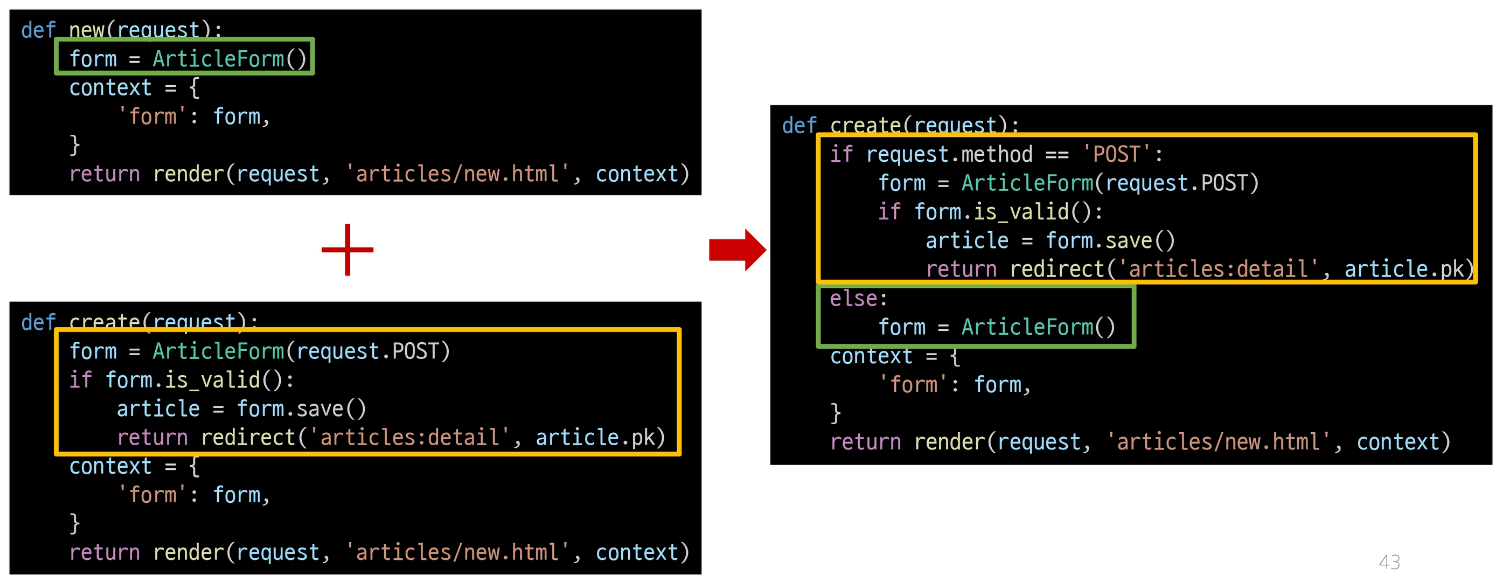 def new(request):
    form = ArticleForm()
    context = {
        'form': form,
    }
    return render(request, 'articles/new.html', context)
def create(request):
    form = ArticleForm(request.POST)
    if form.is_valid():
        article = form.save()
        return redirect('articles:detail', article.pk)
    context = {
        'form': form,
    }
    return render(request, 'articles/new.html', context)
def create(request):
    if request.method == 'POST':
        form = ArticleForm(request.POST)
        if form.is_valid():
            article = form.save()
            return redirect('articles:detail', article.pk)
    else:
        form = ArticleForm()
    context = {
        'form': form,
    }
    return render(request, 'articles/new.html', context)
43